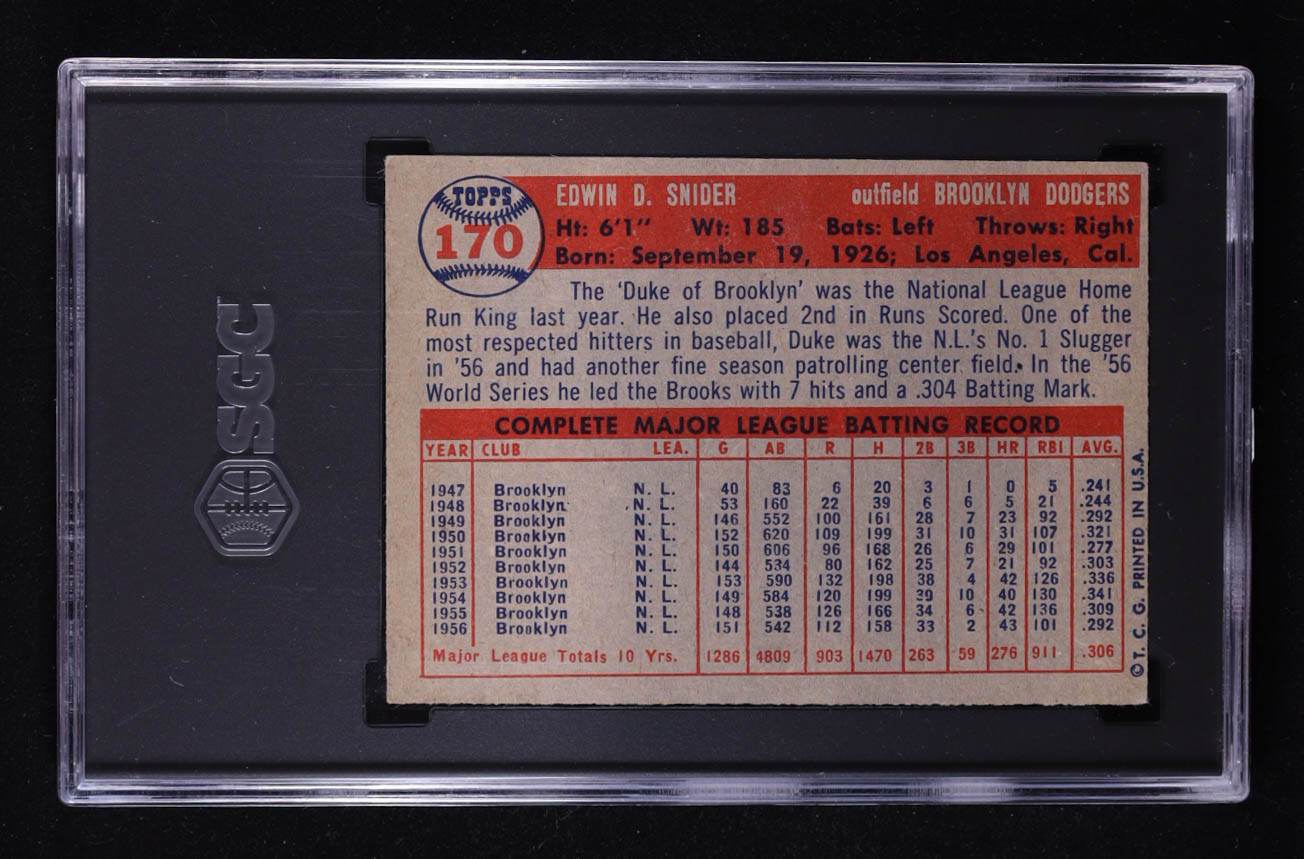 SGC
TOPPS
170
EDWIN D. SNIDER outfield BROOKLYN DODGERS
Ht: 6'1" Wt: 185 Bats: Left Throws: Right
Born: September 19, 1926; Los Angeles, Cal.
The 'Duke of Brooklyn' was the National League Home
Run King last year. He also placed 2nd in Runs Scored. One of the
most respected hitters in baseball, Duke was the N.L.'s No. 1 Slugger
in '56 and had another fine season patrolling center field. In the '56
World Series he led the Brooks with 7 hits and a .304 Batting Mark.
COMPLETE MAJOR LEAGUE BATTING RECORD
YEAR CLUB LEA. G AB R H 2B 3B HR RBI AVG.
1947 Brooklyn N. L. 40 83 6 20 3 1 0 5 .241
1948 Brooklyn N. L. 53 160 22 39 6 6 5 21 .244
1949 Brooklyn N. L. 146 552 100 161 28 7 23 92 .292
1950 Brooklyn N. L. 152 620 109 199 31 10 31 107 .321
1951 Brooklyn N. L. 150 606 96 168 26 6 29 101 .277
1952 Brooklyn N. L. 144 534 80 162 25 7 21 92 .303
1953 Brooklyn N. L. 153 590 132 198 38 4 42 126 .336
1954 Brooklyn N. L. 149 584 120 199 39 10 40 130 .341
1955 Brooklyn N. L. 148 538 126 166 34 6 42 136 .309
1956 Brooklyn N. L. 151 542 112 158 33 2 43 101 .292
Major League Totals 10 Yrs. 1286 4809 903 1470 263 59 276 911 .306
© T. C. G. PRINTED IN U.S.A.